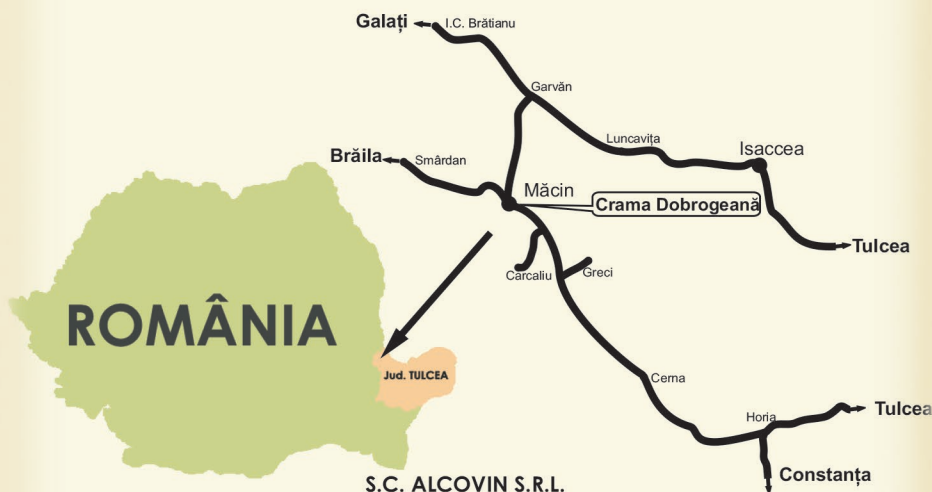 Galați
I.C. Brătianu
Garvăn
Luncavița
Isaccea
Brăila
Smârdan
Măcin
Crama Dobrogeană
Tulcea
Carcaliu
Greci
ROMÂNIA
Jud. TULCEA
Cerna
Horia
Tulcea
Constanța
S.C. ALCOVIN S.R.L.